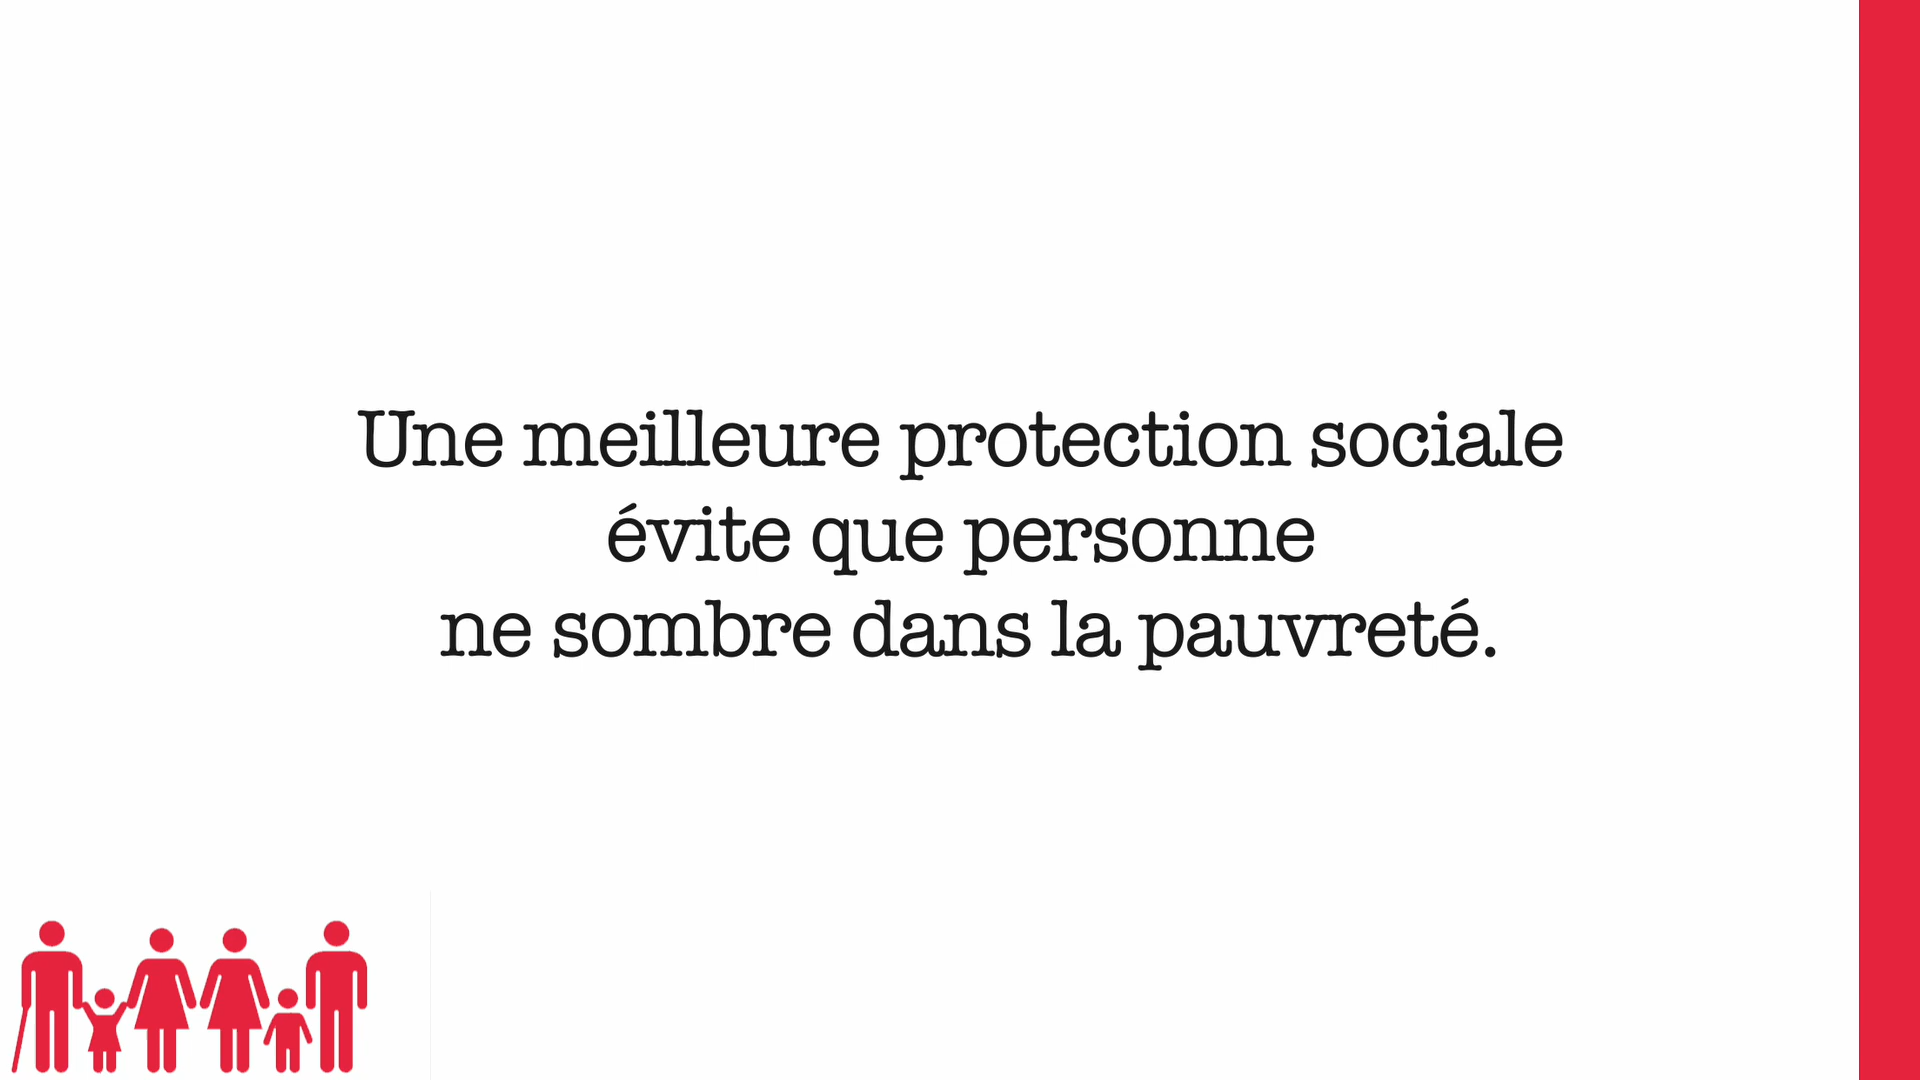 Une meilleure protection sociale
évite que personne
ne sombre dans la pauvreté.